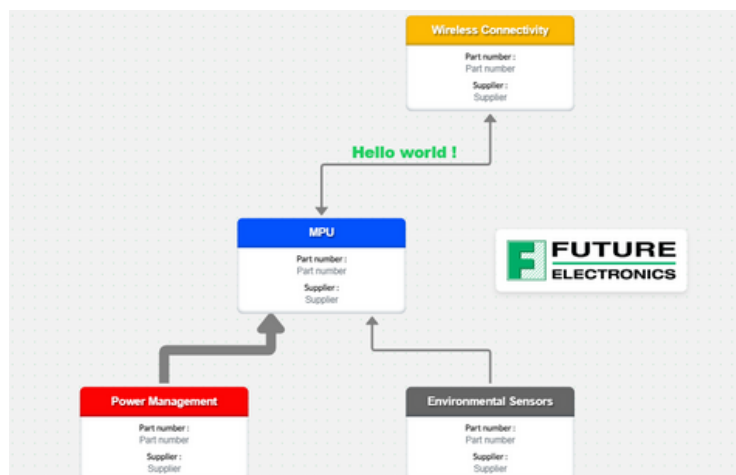 Wireless Connectivity
Part number :
Part number
Supplier :
Supplier
Hello world !
MPU
Part number :
Part number
Supplier :
Supplier
FUTURE
ELECTRONICS
Power Management
Part number :
Part number
Supplier :
Supplier
Environmental Sensors
Part number :
Part number
Supplier :
Supplier